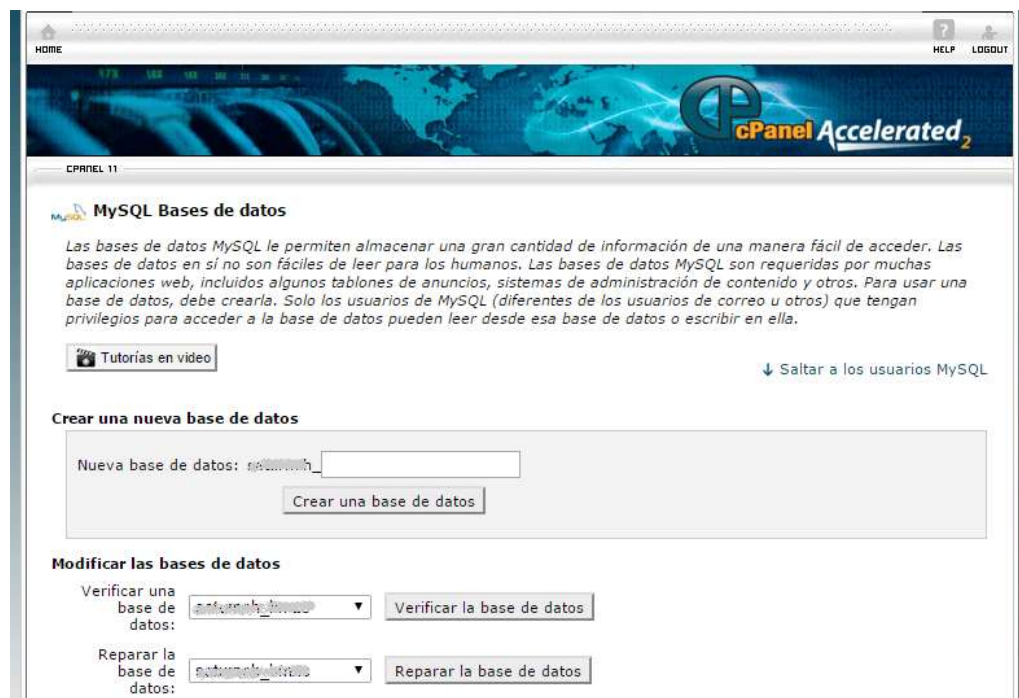 HOME
HELP LOGOUT
cPanel Accelerated2
CPANEL 11
MySQL MySQL Bases de datos
Las bases de datos MySQL le permiten almacenar una gran cantidad de información de una manera fácil de acceder. Las
bases de datos en sí no son fáciles de leer para los humanos. Las bases de datos MySQL son requeridas por muchas
aplicaciones web, incluidos algunos tablones de anuncios, sistemas de administración de contenido y otros. Para usar una
base de datos, debe crearla. Solo los usuarios de MySQL (diferentes de los usuarios de correo u otros) que tengan
privilegios para acceder a la base de datos pueden leer desde esa base de datos o escribir en ella.
Tutorías en video
↓ Saltar a los usuarios MySQL
Crear una nueva base de datos
Nueva base de datos:
Crear una base de datos
Modificar las bases de datos
Verificar una
base de
datos:
Verificar la base de datos
Reparar la
base de
datos:
Reparar la base de datos